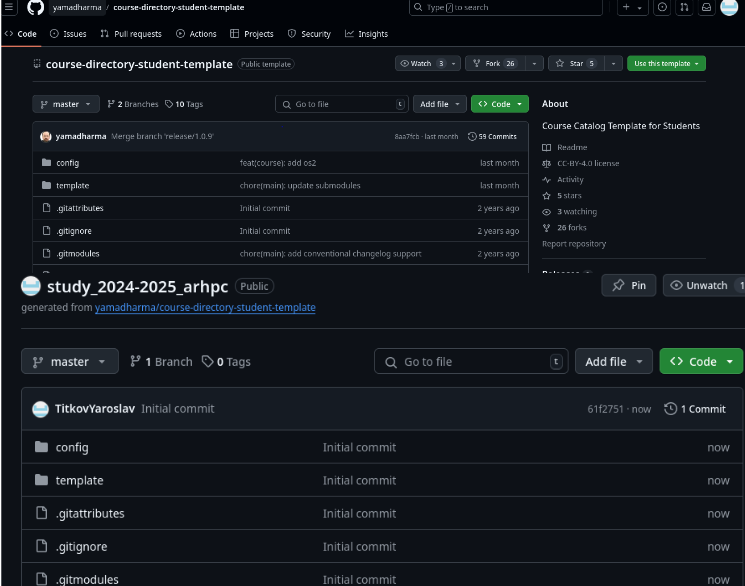 yamadharma / course-directory-student-template
Type / to search
Code Issues Pull requests Actions Projects Security Insights
course-directory-student-template Public template
Watch 3 Fork 26 Star 5 Use this template
master 2 Branches 10 Tags Go to file t Add file Code
yamadharma Merge branch 'release/1.0.9' 8aa7fcb · last month 59 Commits
config feat(course): add os2 last month
template chore(main): update submodules last month
.gitattributes Initial commit 2 years ago
.gitignore Initial commit 2 years ago
.gitmodules chore(main): add conventional changelog support 2 years ago
About
Course Catalog Template for Students
Readme
CC-BY-4.0 license
Activity
5 stars
3 watching
26 forks
Report repository
study_2024-2025_arhpc Public
Pin Unwatch 1
generated from yamadharma/course-directory-student-template
master 1 Branch 0 Tags Go to file t Add file Code
TitkovYaroslav Initial commit 61f2751 · now 1 Commit
config Initial commit now
template Initial commit now
.gitattributes Initial commit now
.gitignore Initial commit now
.gitmodules Initial commit now